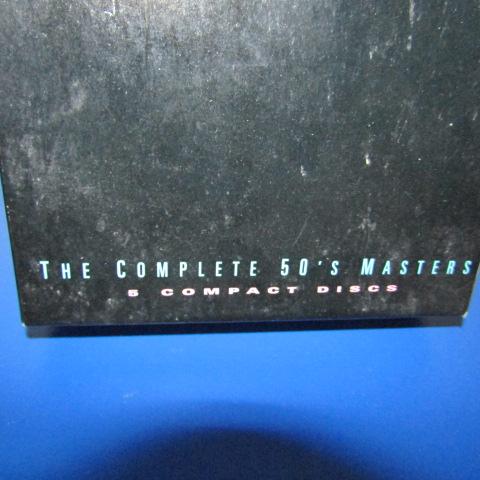 THE COMPLETE 50'S MASTERS
5 COMPACT DISCS